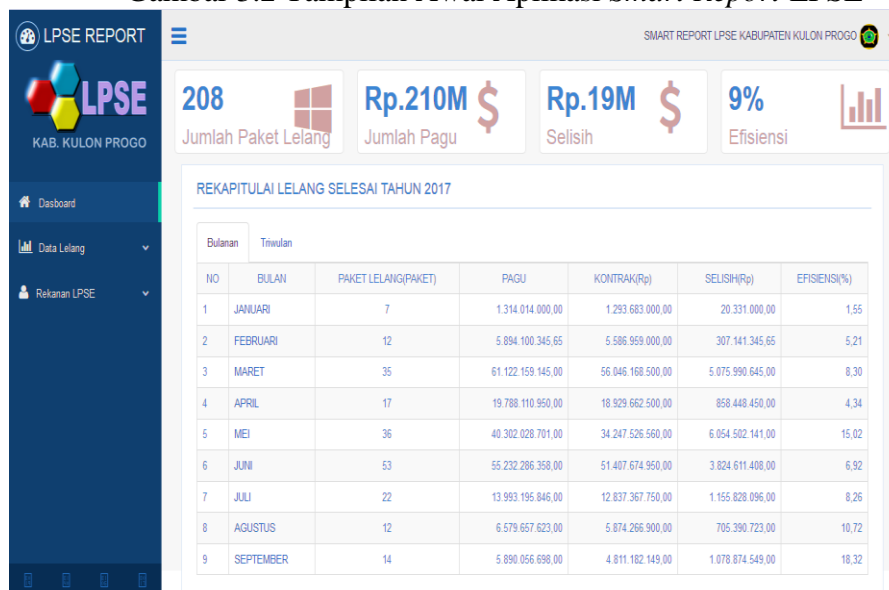 Gambar 3.2 Tampilan Awal Aplikasi Smart Report LPSE
LPSE REPORT
SMART REPORT LPSE KABUPATEN KULON PROGO
LPSE
KAB. KULON PROGO
Dasboard
Data Lelang
Rekanan LPSE
208
Jumlah Paket Lelang
Rp.210M
Jumlah Pagu
Rp.19M
Selisih
9%
Efisiensi
REKAPITULAI LELANG SELESAI TAHUN 2017
Bulanan Triwulan
NO BULAN PAKET LELANG(PAKET) PAGU KONTRAK(Rp) SELISIH(Rp) EFISIENSI(%)
1 JANUARI 7 1.314.014.000,00 1.293.683.000,00 20.331.000,00 1,55
2 FEBRUARI 12 5.894.100.345,65 5.586.959.000,00 307.141.345,65 5,21
3 MARET 35 61.122.159.145,00 56.046.168.500,00 5.075.990.645,00 8,30
4 APRIL 17 19.788.110.950,00 18.929.662.500,00 858.448.450,00 4,34
5 MEI 36 40.302.028.701,00 34.247.526.560,00 6.054.502.141,00 15,02
6 JUNI 53 55.232.286.358,00 51.407.674.950,00 3.824.611.408,00 6,92
7 JULI 22 13.993.195.846,00 12.837.367.750,00 1.155.828.096,00 8,26
8 AGUSTUS 12 6.579.657.623,00 5.874.266.900,00 705.390.723,00 10,72
9 SEPTEMBER 14 5.890.056.698,00 4.811.182.149,00 1.078.874.549,00 18,32